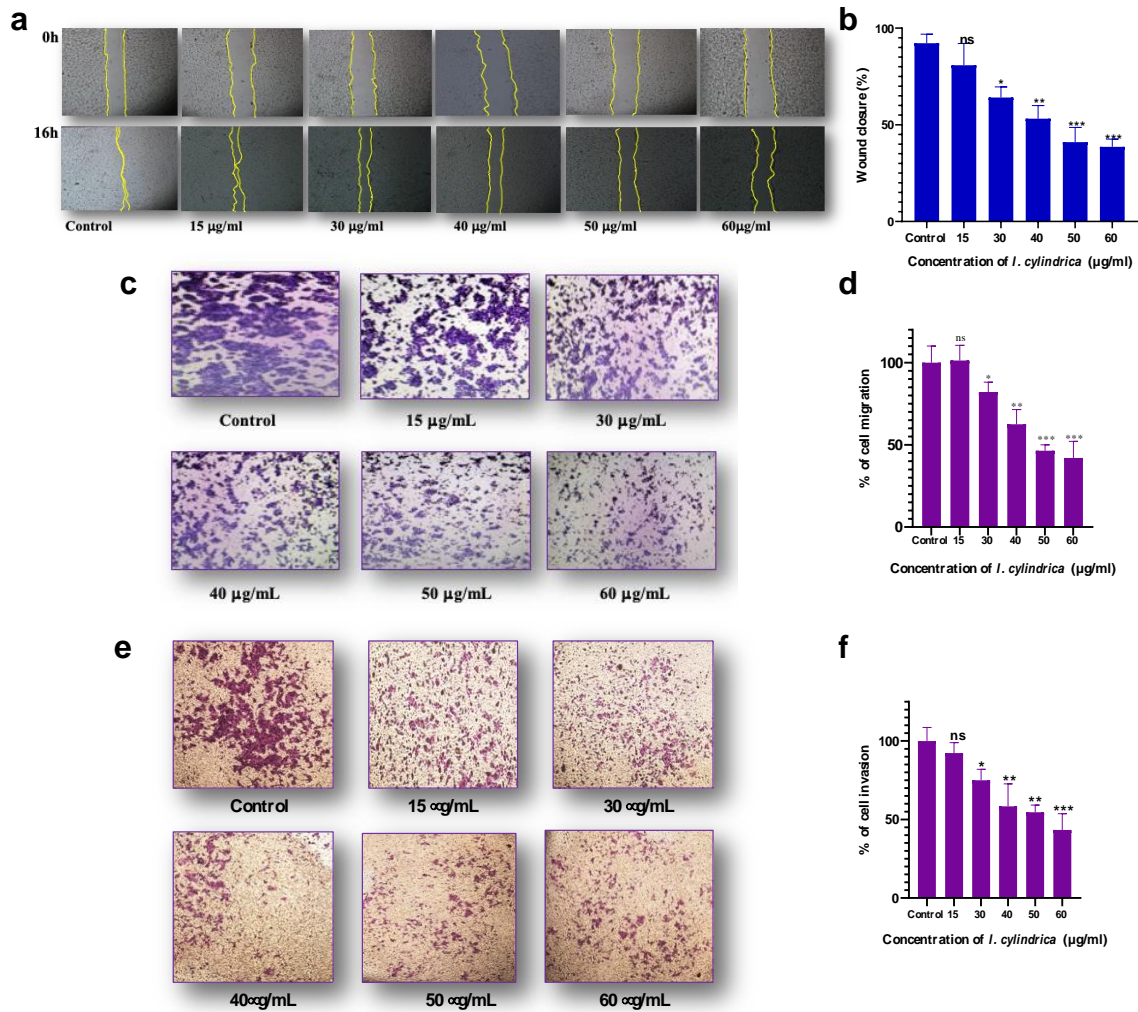 a
0h
16h
Control
15 µg/ml
30 µg/ml
40 µg/ml
50 µg/ml
60µg/ml
b
Wound closure (%)
100
50
0
ns
*
**
***
***
Control 15 30 40 50 60
Concentration of I. cylindrica (µg/ml)
c
Control
15 µg/mL
30 µg/mL
40 µg/mL
50 µg/mL
60 µg/mL
d
% of cell migration
100
50
0
ns
*
**
***
***
Control 15 30 40 50 60
Concentration of I. cylindrica (µg/ml)
e
Control
15 ∝g/mL
30 ∝g/mL
40∝g/mL
50 ∝g/mL
60 ∝g/mL
f
% of cell invasion
100
50
0
ns
*
**
**
***
Control 15 30 40 50 60
Concentration of I. cylindrica (µg/ml)